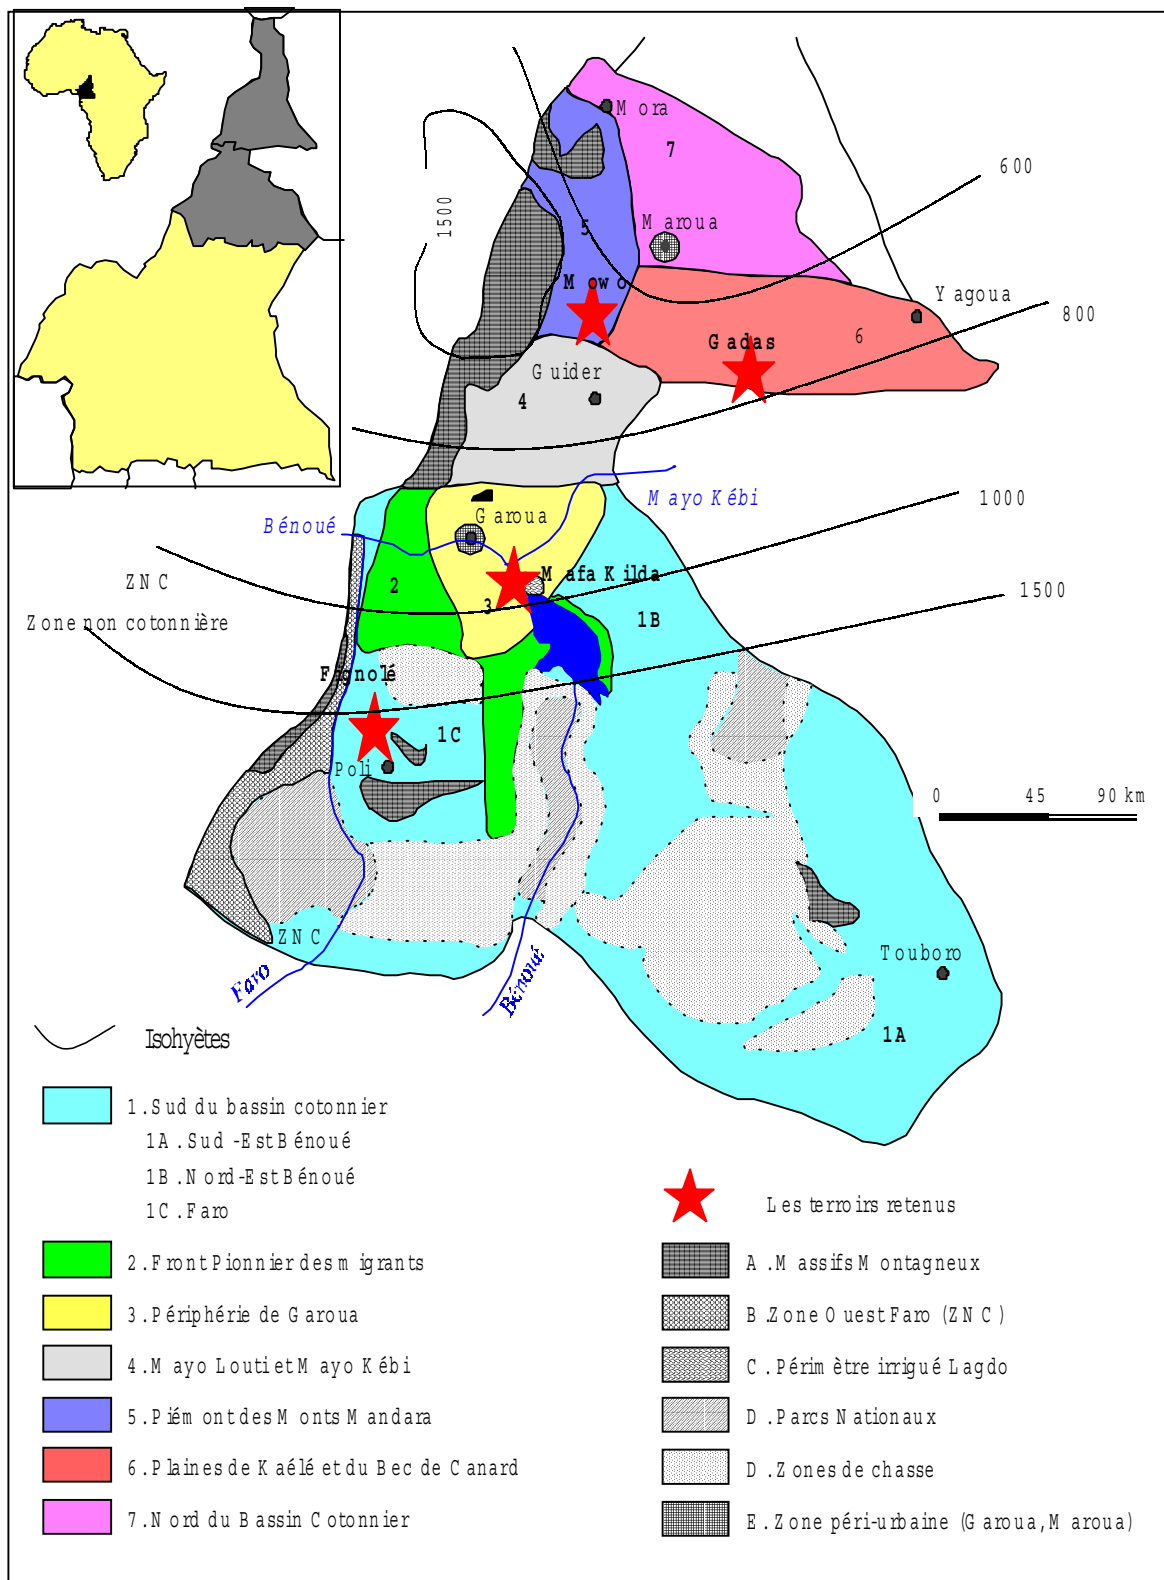 Mora
7
600
1500
5
Maroua
Mowo
Yagoua
800
Gadas
6
Guider
4
Mayo Kébi
1000
Garoua
Bénoué
ZNC
2
Mafa Kilda
1500
3
1B
Zone non cotonnière
Fignolé
1C
Poli
0 45 90 km
ZNC
Touboro
Faro
Bénoué
1A
Isohyètes
1. Sud du bassin cotonnier
1A. Sud-Est Bénoué
1B. Nord-Est Bénoué
1C. Faro
2. Front Pionnier des migrants
3. Périphérie de Garoua
4. Mayo Louti et Mayo Kébi
5. Piémont des Monts Mandara
6. Plaines de Kaélé et du Bec de Canard
7. Nord du Bassin Cotonnier
Les terroirs retenus
A. Massifs Montagneux
B. Zone Ouest Faro (ZNC)
C. Périmètre irrigué Lagdo
D. Parcs Nationaux
D. Zones de chasse
E. Zone péri-urbaine (Garoua, Maroua)